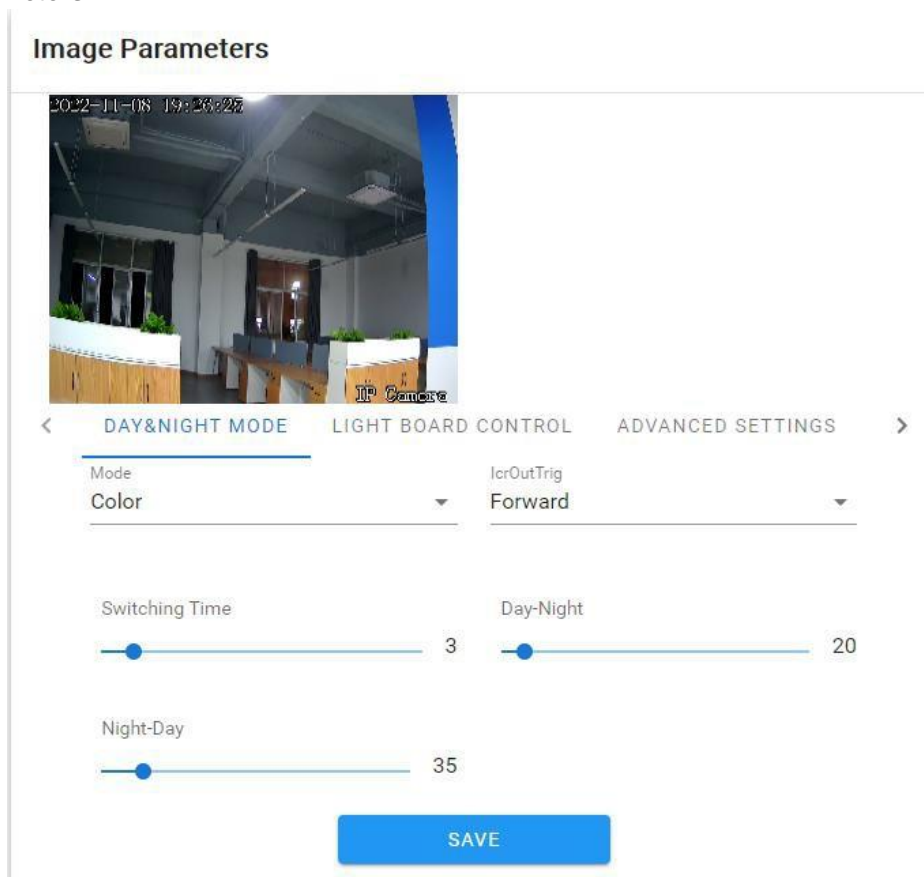 Image Parameters
2022-11-08 19:26:28
IP Camera
< DAY&NIGHT MODE LIGHT BOARD CONTROL ADVANCED SETTINGS >
Mode IcrOutTrig
Color Forward
Switching Time Day-Night
3 20
Night-Day
35
SAVE